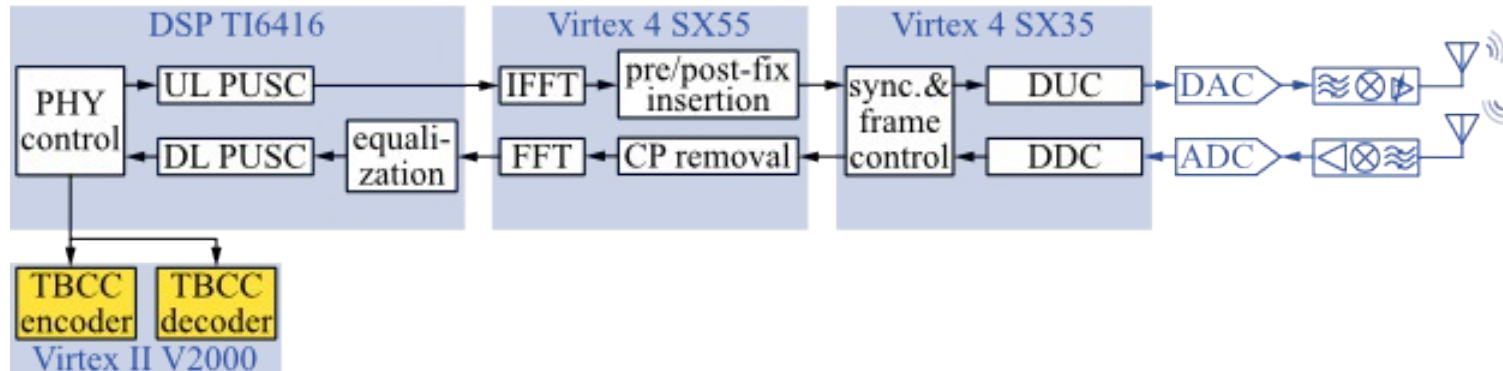 DSP TI6416
Virtex 4 SX55
Virtex 4 SX35
PHY
control
UL PUSC
IFFT
pre/post-fix
insertion
sync.&
frame
control
DUC
DAC
DL PUSC
equali-
zation
FFT
CP removal
DDC
ADC
TBCC
encoder
TBCC
decoder
Virtex II V2000